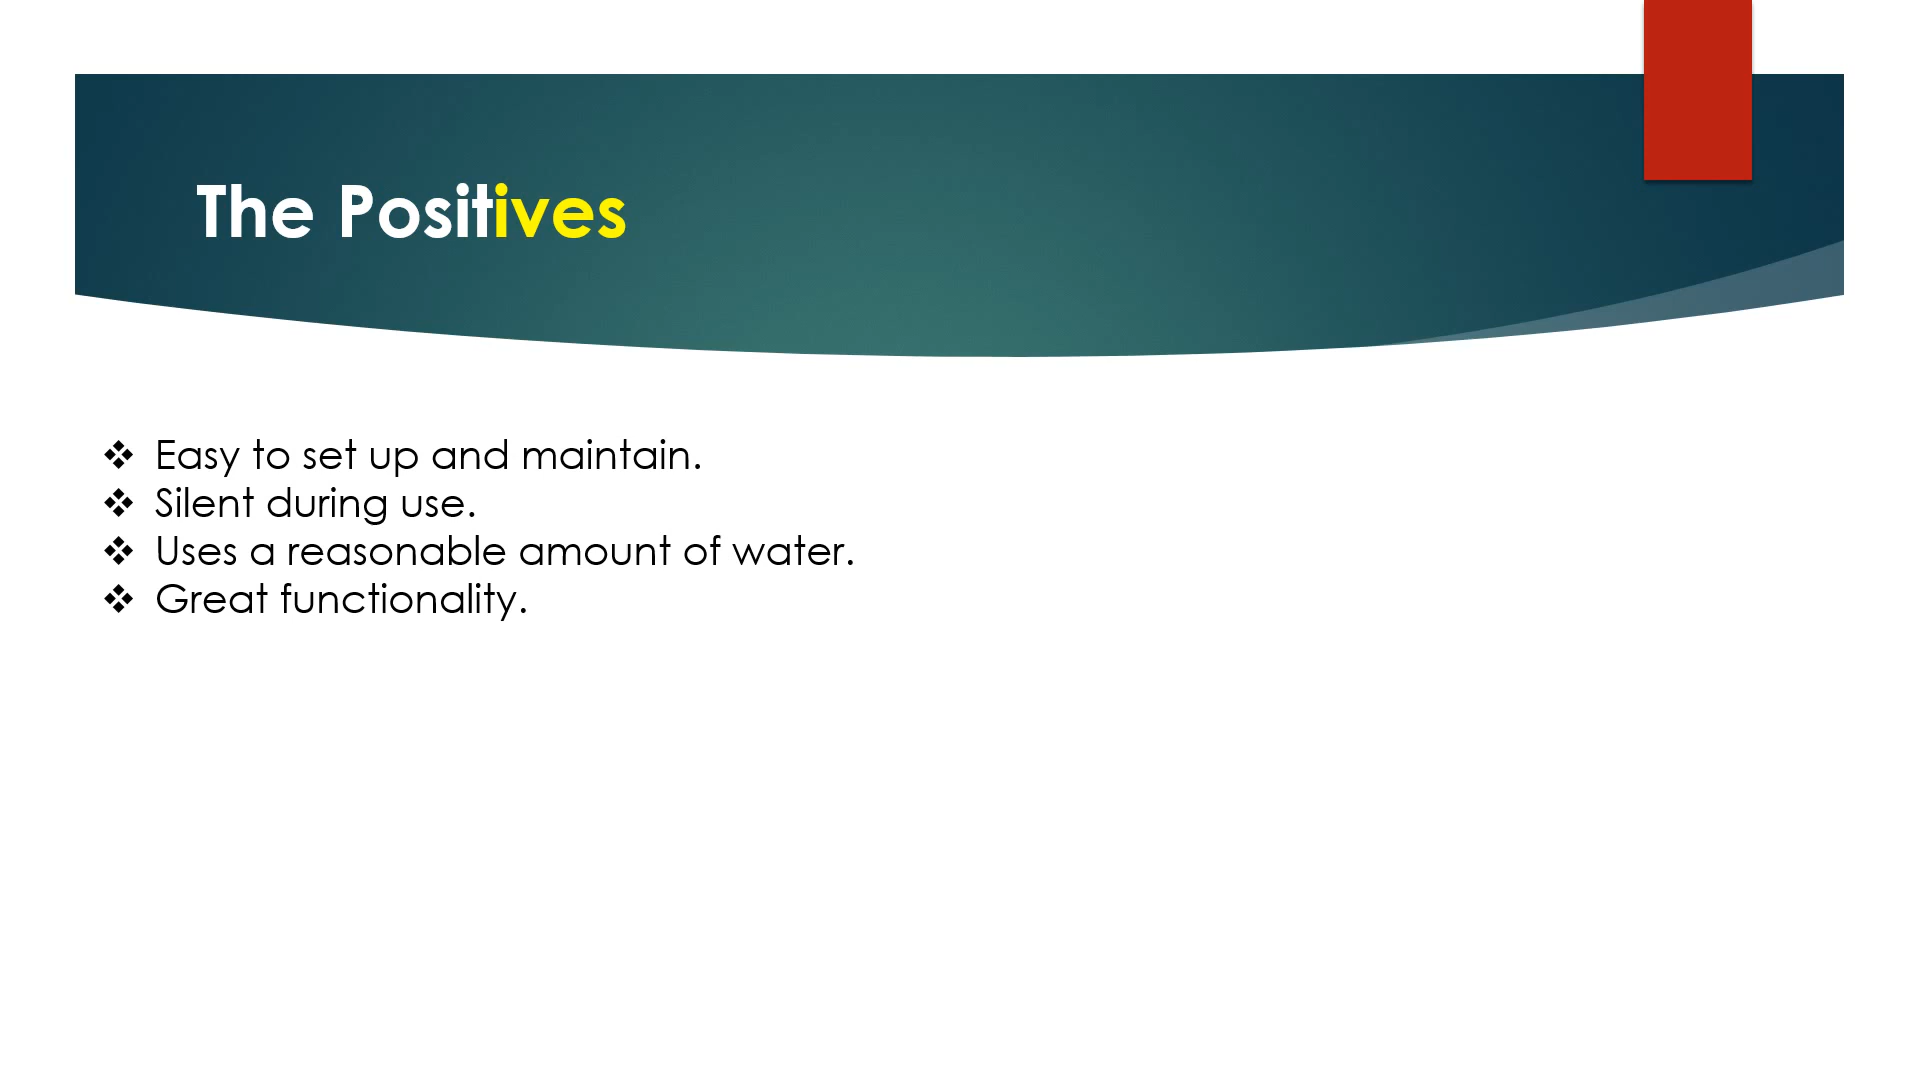 The Positives
❖ Easy to set up and maintain.
❖ Silent during use.
❖ Uses a reasonable amount of water.
❖ Great functionality.